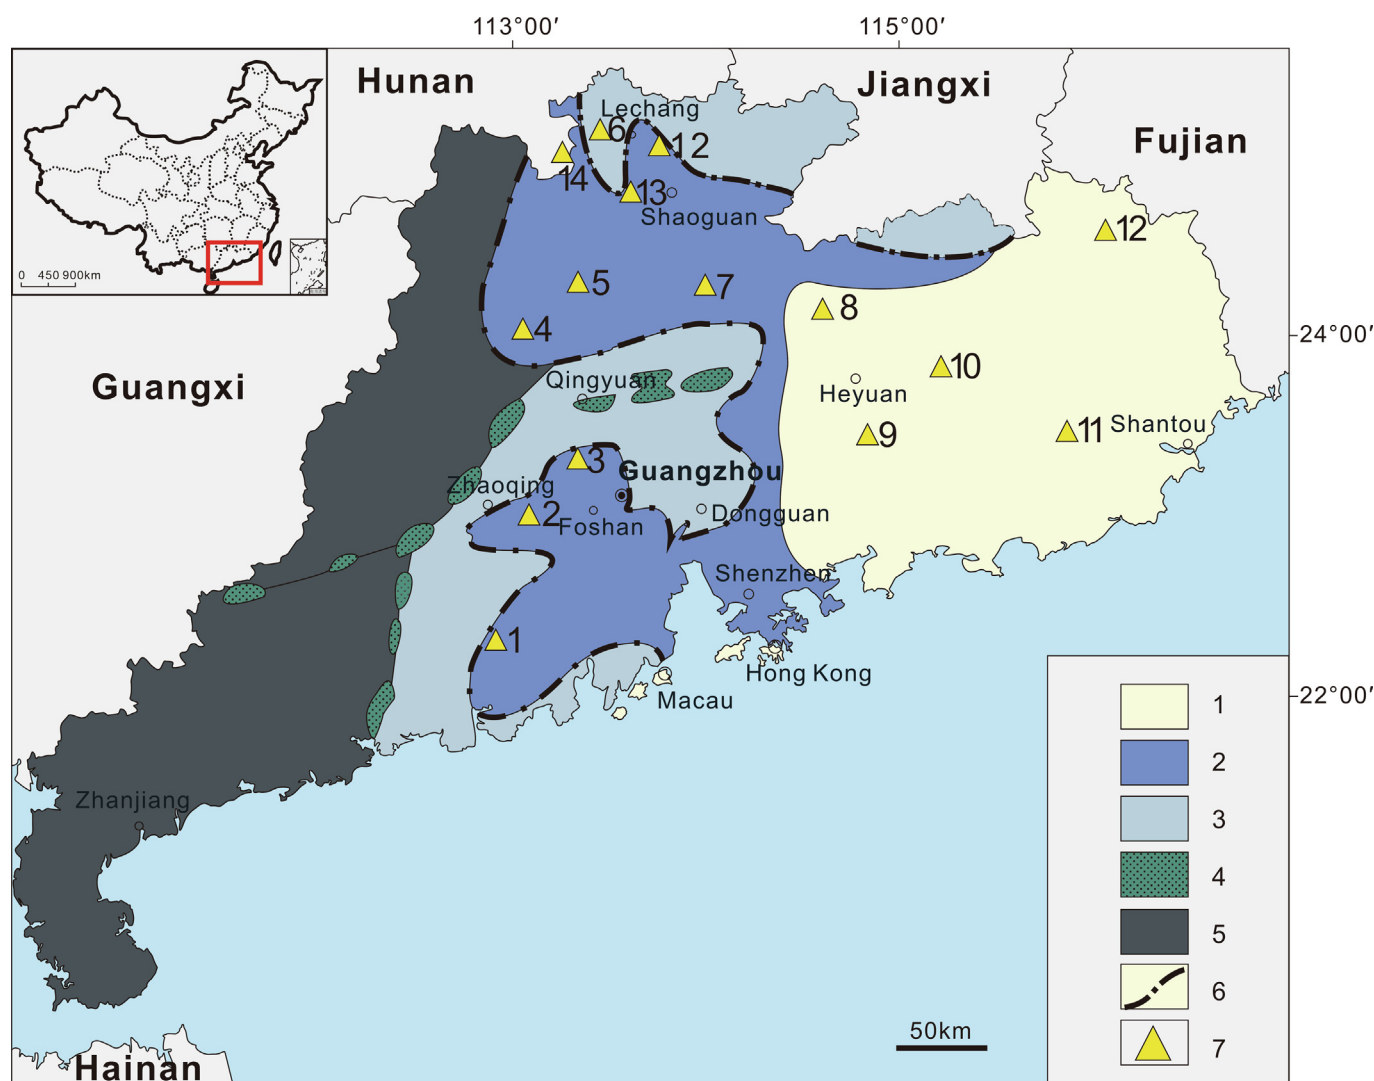 113°00′
115°00′
Hunan
Jiangxi
Fujian
Lechang
6
12
14
13
Shaoguan
12
0 450 900km
5
7
8
4
24°00′
Guangxi
Qingyuan
10
Heyuan
9
11
Shantou
3
Guangzhou
Zhaoqing
2
Foshan
Dongguan
Shenzhen
1
Hong Kong
Macau
22°00′
1
2
Zhanjiang
3
4
5
6
50km
7
Hainan